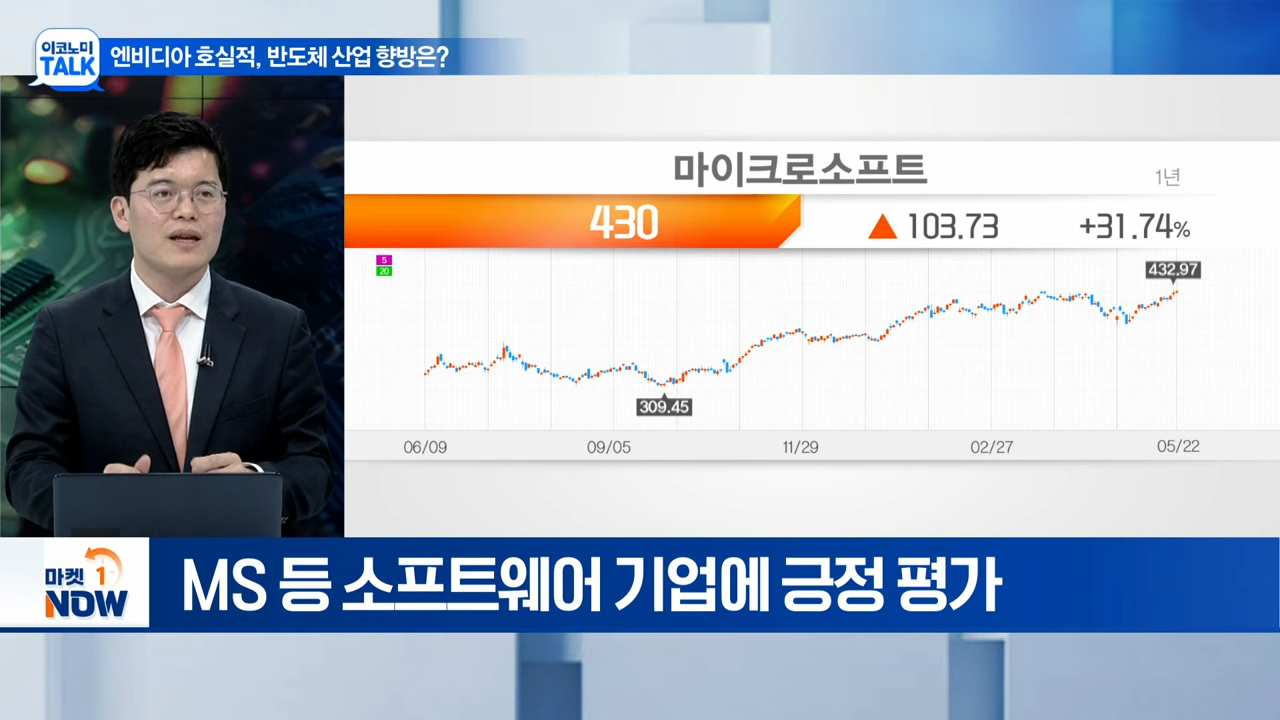 이코노미
TALK
엔비디아 호실적, 반도체 산업 향방은?
마이크로소프트
1년
430
▲ 103.73
+31.74%
5
20
432.97
309.45
06/09
09/05
11/29
02/27
05/22
마켓 1
NOW
MS 등 소프트웨어 기업에 긍정 평가